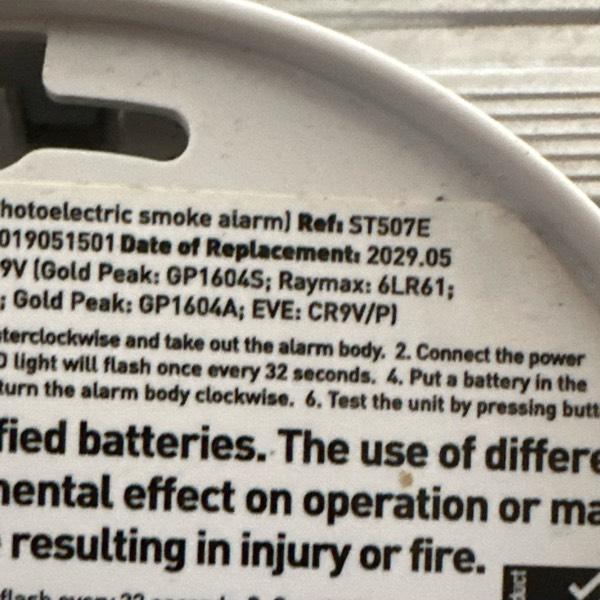 hotoelectric smoke alarm) Ref: ST507E
019051501 Date of Replacement: 2029.05
9V (Gold Peak: GP1604S; Raymax: 6LR61;
; Gold Peak: GP1604A; EVE: CR9V/P)
terclockwise and take out the alarm body. 2. Connect the power
D light will flash once every 32 seconds. 4. Put a battery in the
turn the alarm body clockwise. 6. Test the unit by pressing butt
fied batteries. The use of differe
mental effect on operation or ma
resulting in injury or fire.
duct